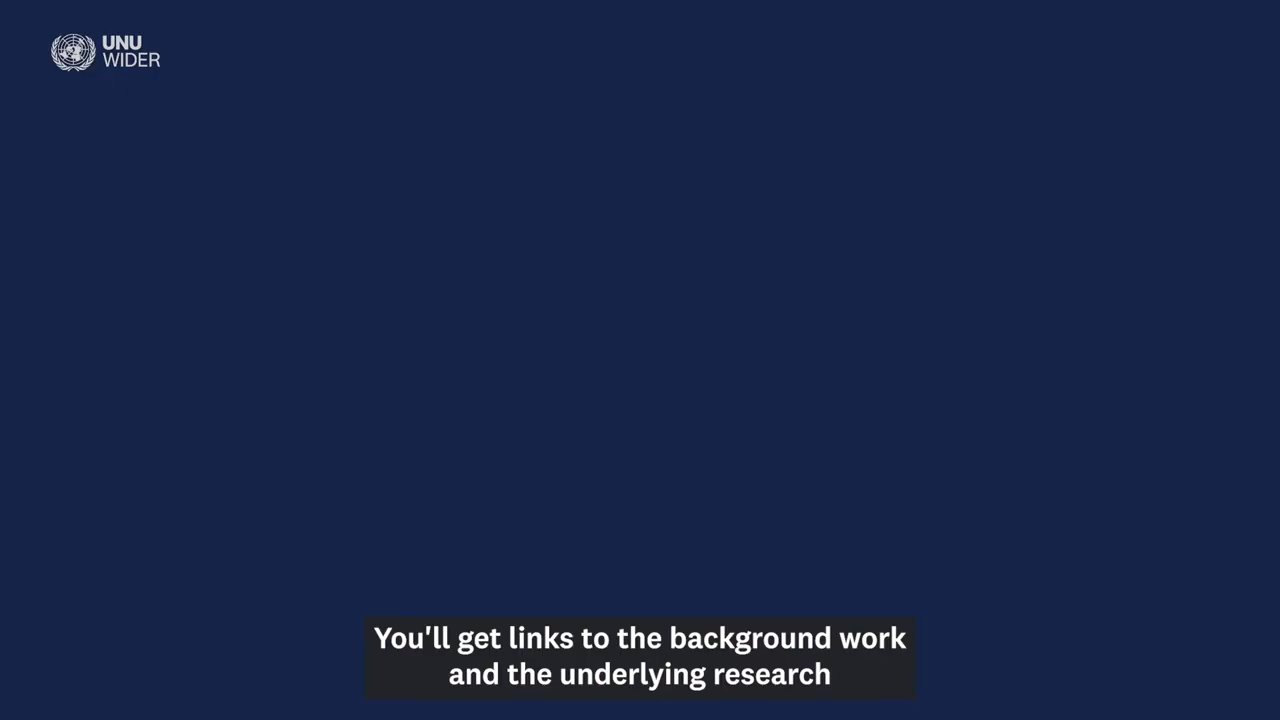 UNU
WIDER
You'll get links to the background work
and the underlying research